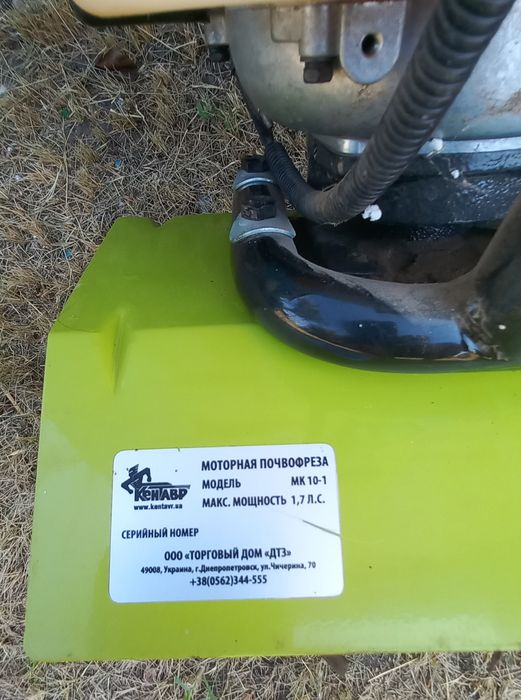 МОТОРНАЯ ПОЧВОФРЕЗА
КЕНТАВР
www.kentavr.ua
МОДЕЛЬ МК 10-1
МАКС. МОЩНОСТЬ 1,7 Л.С.
СЕРИЙНЫЙ НОМЕР
ООО «ТОРГОВЫЙ ДОМ «ДТЗ»
49008, Украина, г.Днепропетровск, ул.Чичерина, 70
+38(0562)344-555